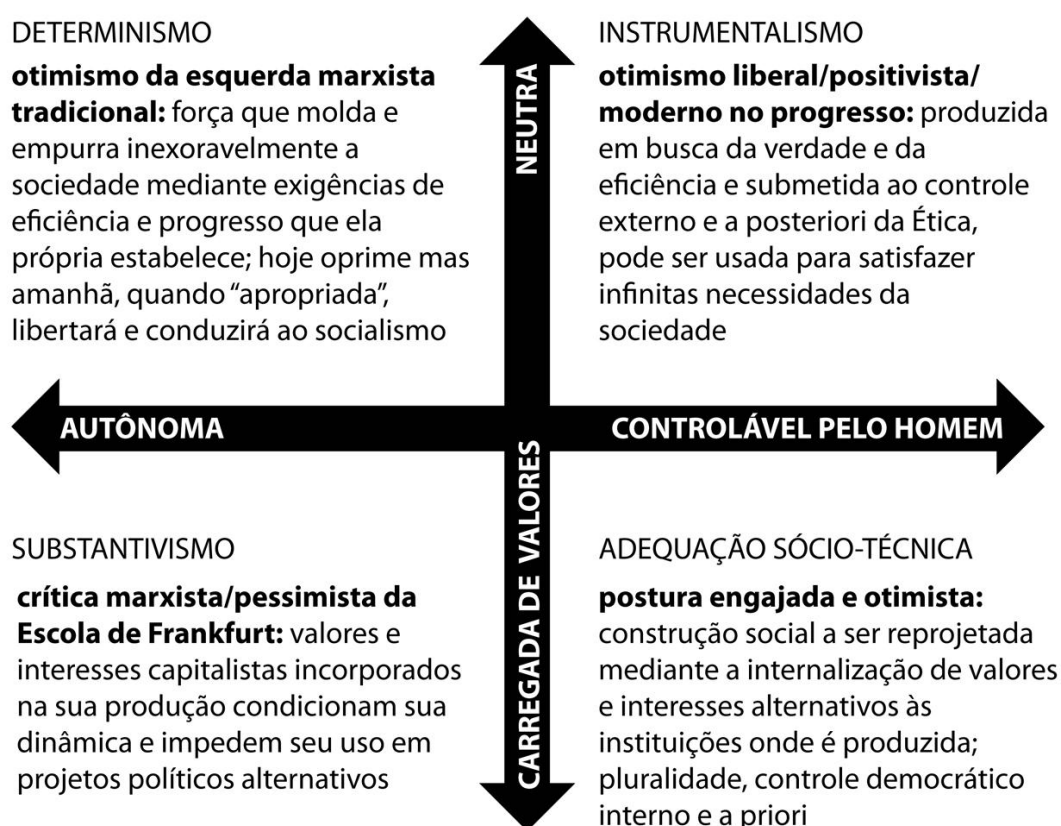 DETERMINISMO
otimismo da esquerda marxista
tradicional: força que molda e
empurra inexoravelmente a
sociedade mediante exigências de
eficiência e progresso que ela
própria estabelece; hoje oprime mas
amanhã, quando “apropriada”,
libertará e conduzirá ao socialismo
NEUTRA
INSTRUMENTALISMO
otimismo liberal/positivista/
moderno no progresso: produzida
em busca da verdade e da
eficiência e submetida ao controle
externo e a posteriori da Ética,
pode ser usada para satisfazer
infinitas necessidades da
sociedade
AUTÔNOMA
CONTROLÁVEL PELO HOMEM
SUBSTANTIVISMO
crítica marxista/pessimista da
Escola de Frankfurt: valores e
interesses capitalistas incorporados
na sua produção condicionam sua
dinâmica e impedem seu uso em
projetos políticos alternativos
CARREGADA DE VALORES
ADEQUAÇÃO SÓCIO-TÉCNICA
postura engajada e otimista:
construção social a ser reprojetada
mediante a internalização de valores
e interesses alternativos às
instituições onde é produzida;
pluralidade, controle democrático
interno e a priori